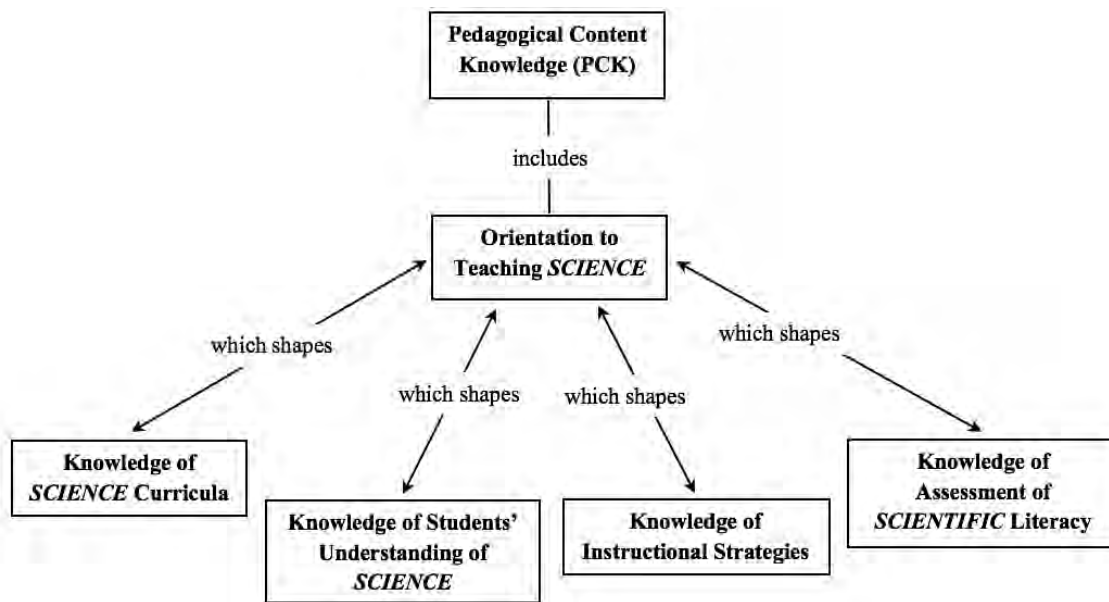 Pedagogical Content
Knowledge (PCK)
includes
Orientation to
Teaching SCIENCE
which shapes
which shapes
which shapes
which shapes
Knowledge of
SCIENCE Curricula
Knowledge of Students’
Understanding of
SCIENCE
Knowledge of
Instructional Strategies
Knowledge of
Assessment of
SCIENTIFIC Literacy